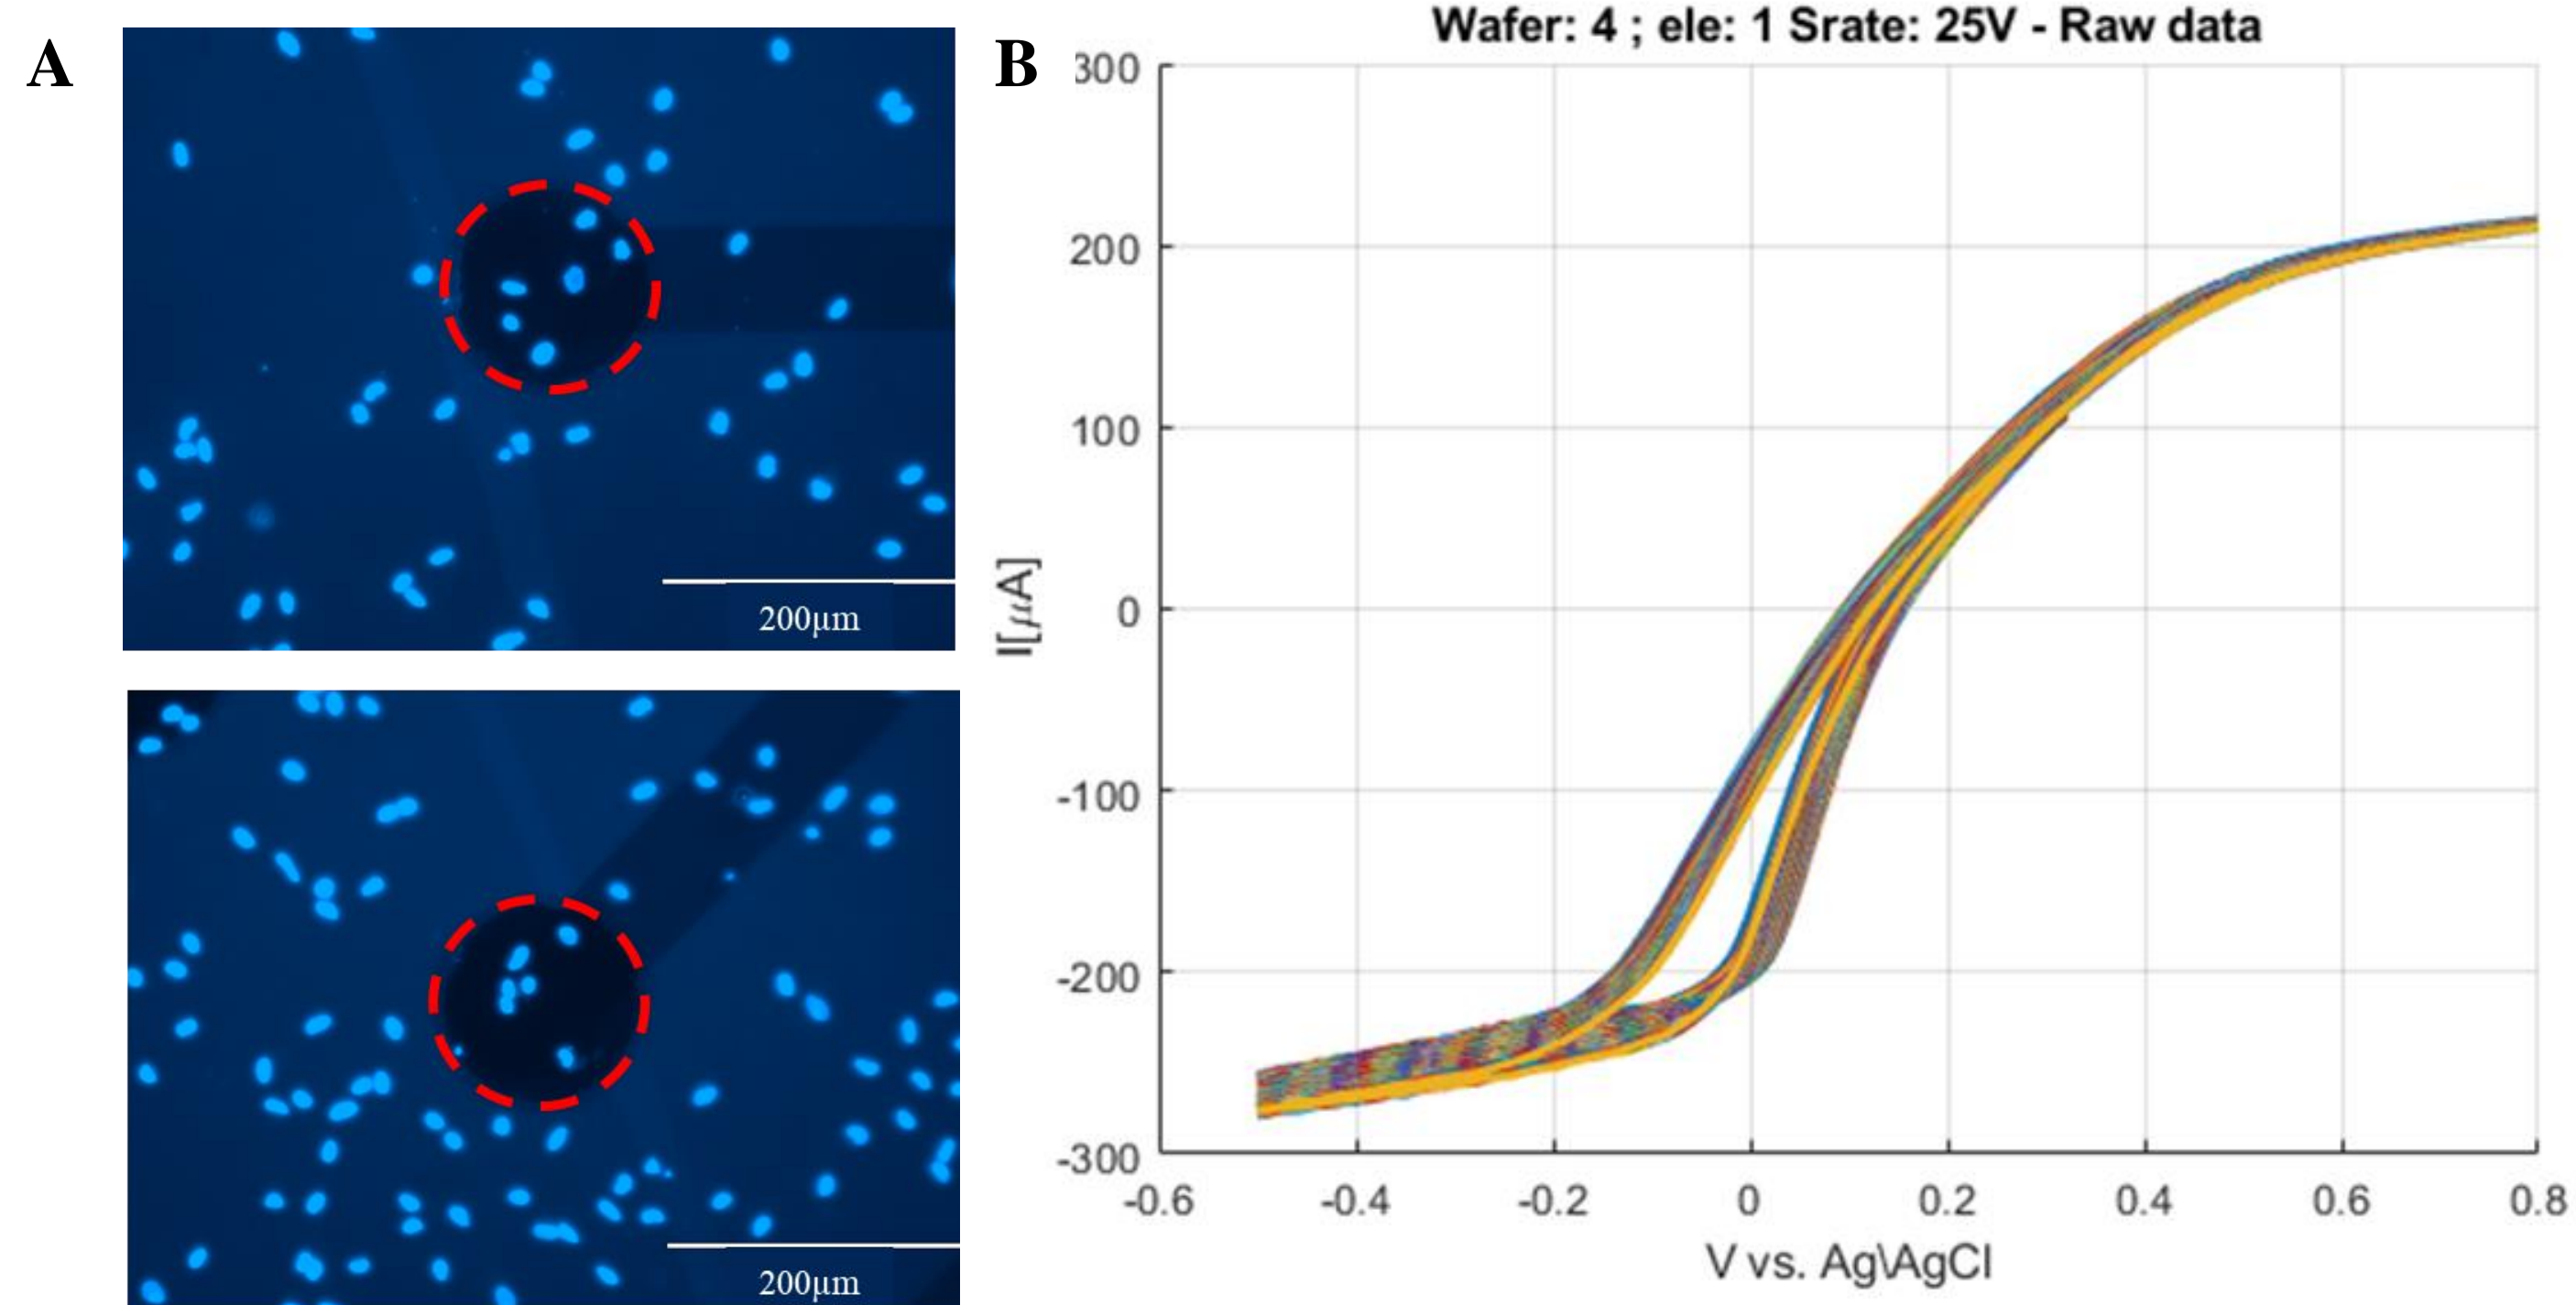 A
200µm
200µm
B
Wafer: 4 ; ele: 1 Srate: 25V - Raw data
300
200
100
0
-100
-200
-300
I[µA]
-0.6 -0.4 -0.2 0 0.2 0.4 0.6 0.8
V vs. Ag\AgCl